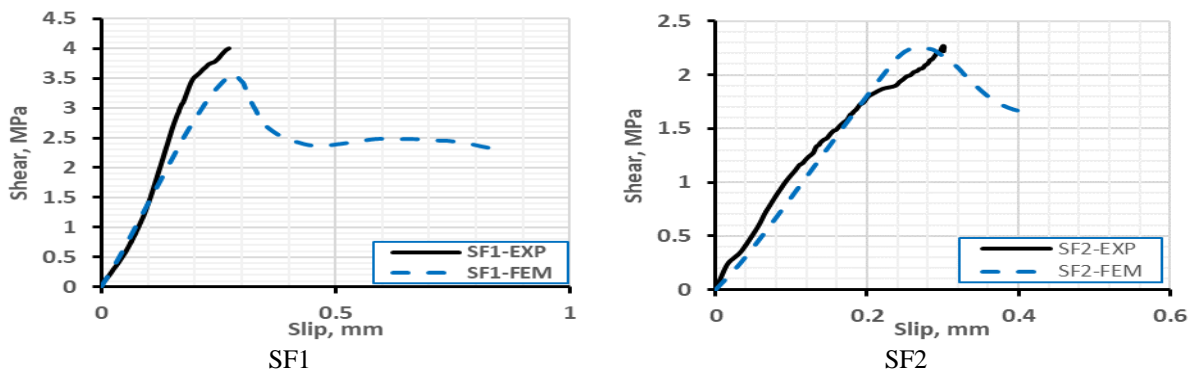 4.5
4
3.5
3
2.5
2
1.5
1
0.5
0
Shear, MPa
SF1-EXP
SF1-FEM
0 0.5 1
Slip, mm
SF1
2.5
2
1.5
1
0.5
0
Shear, MPa
SF2-EXP
SF2-FEM
0 0.2 0.4 0.6
Slip, mm
SF2